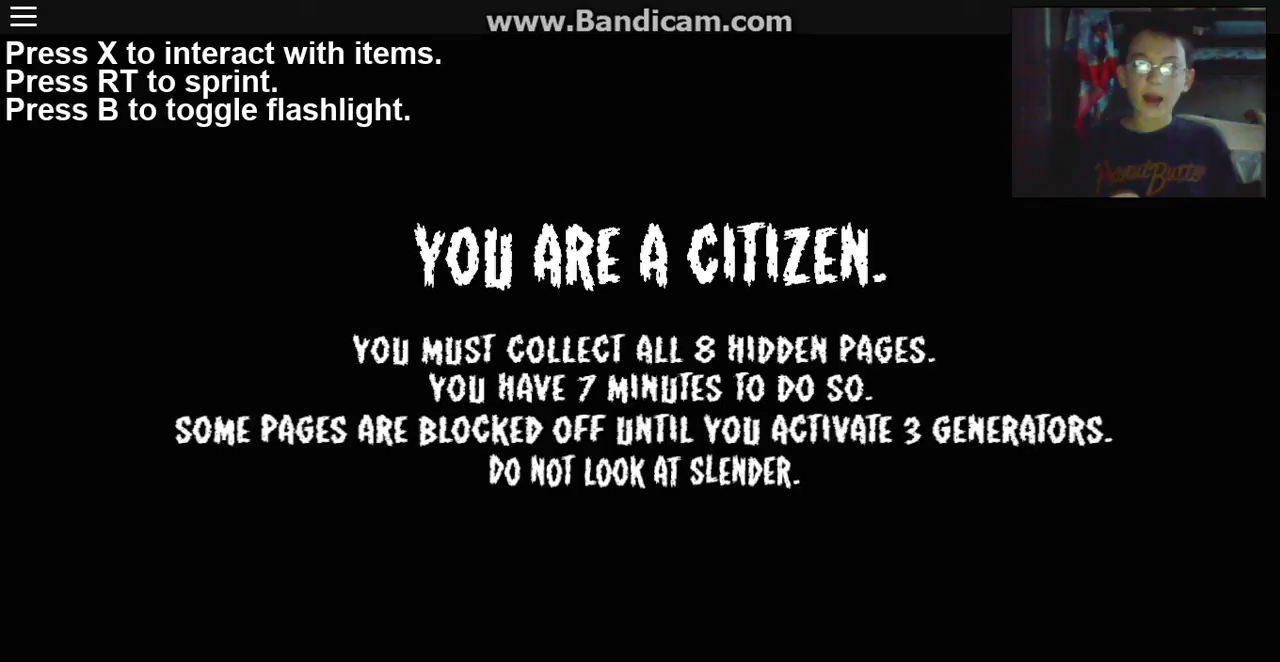 www.Bandicam.com
Press X to interact with items.
Press RT to sprint.
Press B to toggle flashlight.
Peanut Butter
YOU ARE A CITIZEN.
YOU MUST COLLECT ALL 8 HIDDEN PAGES.
YOU HAVE 7 MINUTES TO DO SO.
SOME PAGES ARE BLOCKED OFF UNTIL YOU ACTIVATE 3 GENERATORS.
DO NOT LOOK AT SLENDER.